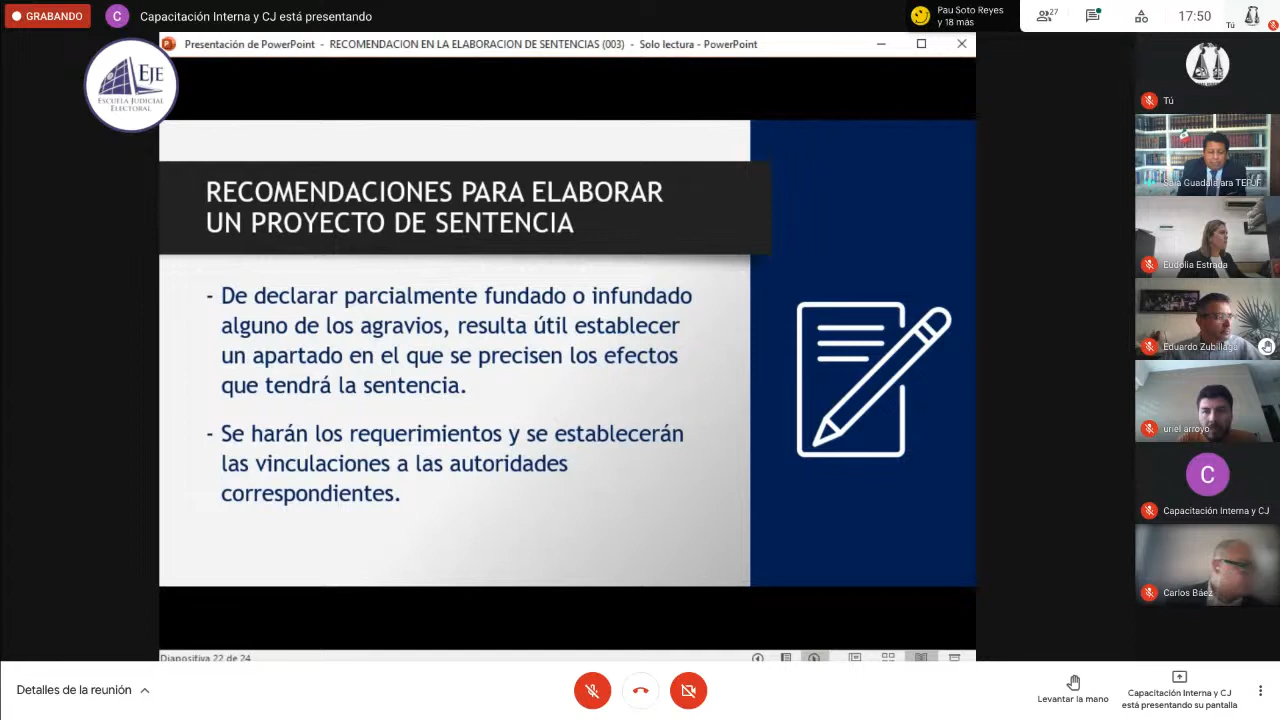 GRABANDO
C
Capacitación Interna y CJ está presentando
Pau Soto Reyes
y 18 más
27
17:50
Tú
Presentación de PowerPoint - RECOMENDACION EN LA ELABORACION DE SENTENCIAS (003) - Solo lectura - PowerPoint
EJE
ESCUELA JUDICIAL
ELECTORAL
RECOMENDACIONES PARA ELABORAR
UN PROYECTO DE SENTENCIA
- De declarar parcialmente fundado o infundado
alguno de los agravios, resulta útil establecer
un apartado en el que se precisen los efectos
que tendrá la sentencia.
- Se harán los requerimientos y se establecerán
las vinculaciones a las autoridades
correspondientes.
Diapositiva 22 de 24
Tú
Sala Guadalajara TEPJF
Eudolia Estrada
Eduardo Zubillaga
uriel arroyo
C
Capacitación Interna y CJ
Carlos Báez
Detalles de la reunión
Levantar la mano
Capacitación Interna y CJ
está presentando su pantalla